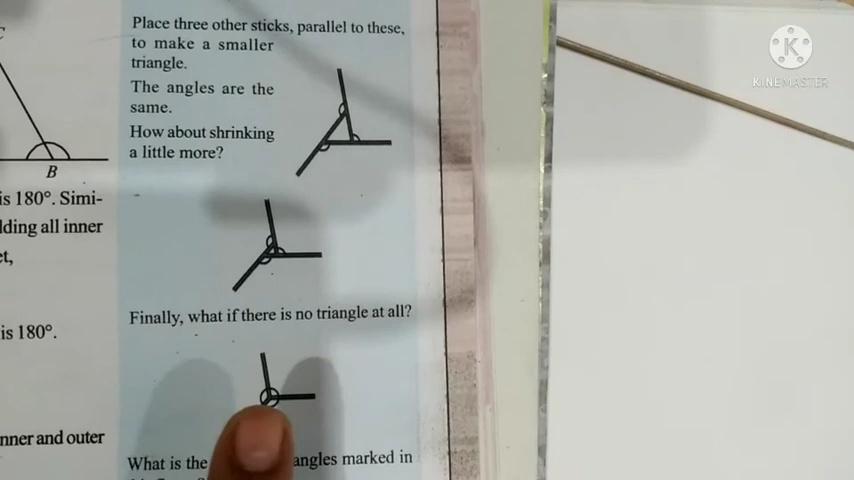 Place three other sticks, parallel to these,
to make a smaller
triangle.
The angles are the
same.
How about shrinking
a little more?
C
B
is 180°. Simi-
lding all inner
et,
Finally, what if there is no triangle at all?
is 180°.
nner and outer
What is the angles marked in
K
KINEMASTER